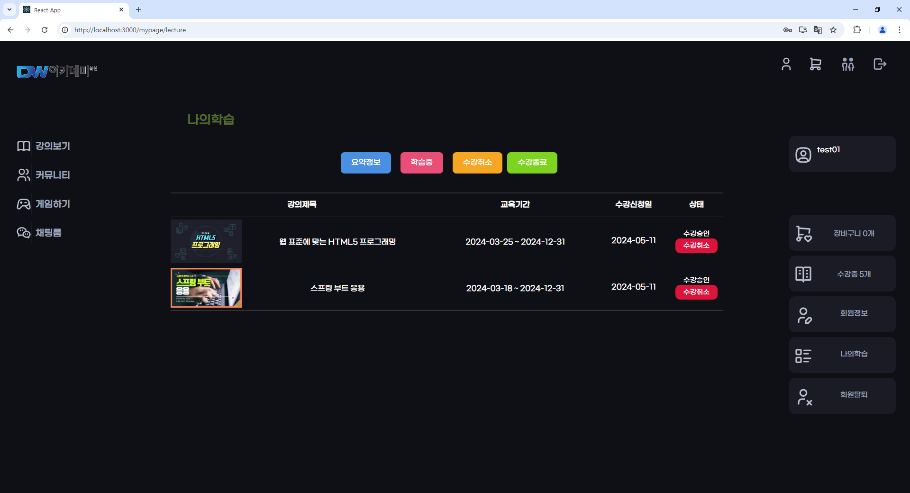 React App
http://localhost:3000/mypage/lecture
DW아카데미
나의학습
강의보기
커뮤니티
게임하기
채팅룸
요약정보 학습중 수강취소 수강종료
강의제목 교육기간 수강신청일 상태
HTML5
프로그래밍
웹 표준에 맞는 HTML5 프로그래밍 2024-03-25 ~ 2024-12-31 2024-05-11 수강승인
수강취소
스프링 부트
응용
스프링 부트 응용 2024-03-18 ~ 2024-12-31 2024-05-11 수강승인
수강취소
test01
장바구니 0개
수강중 5개
회원정보
나의학습
회원탈퇴